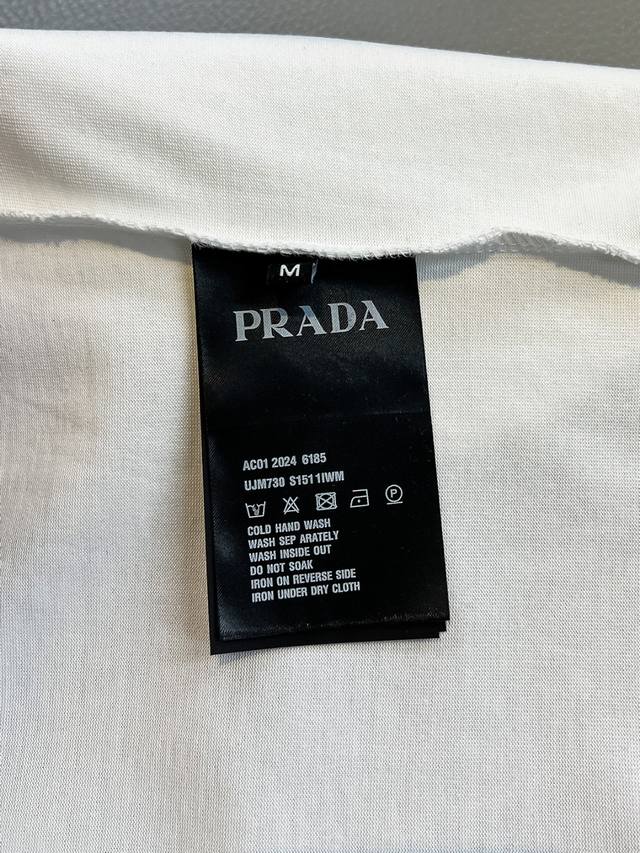 M
PRADA
AC01 2024 6185
UJM730 S1511IWM
P
COLD HAND WASH
WASH SEP ARATELY
WASH INSIDE OUT
DO NOT SOAK
IRON ON REVERSE SIDE
IRON UNDER DRY CLOTH